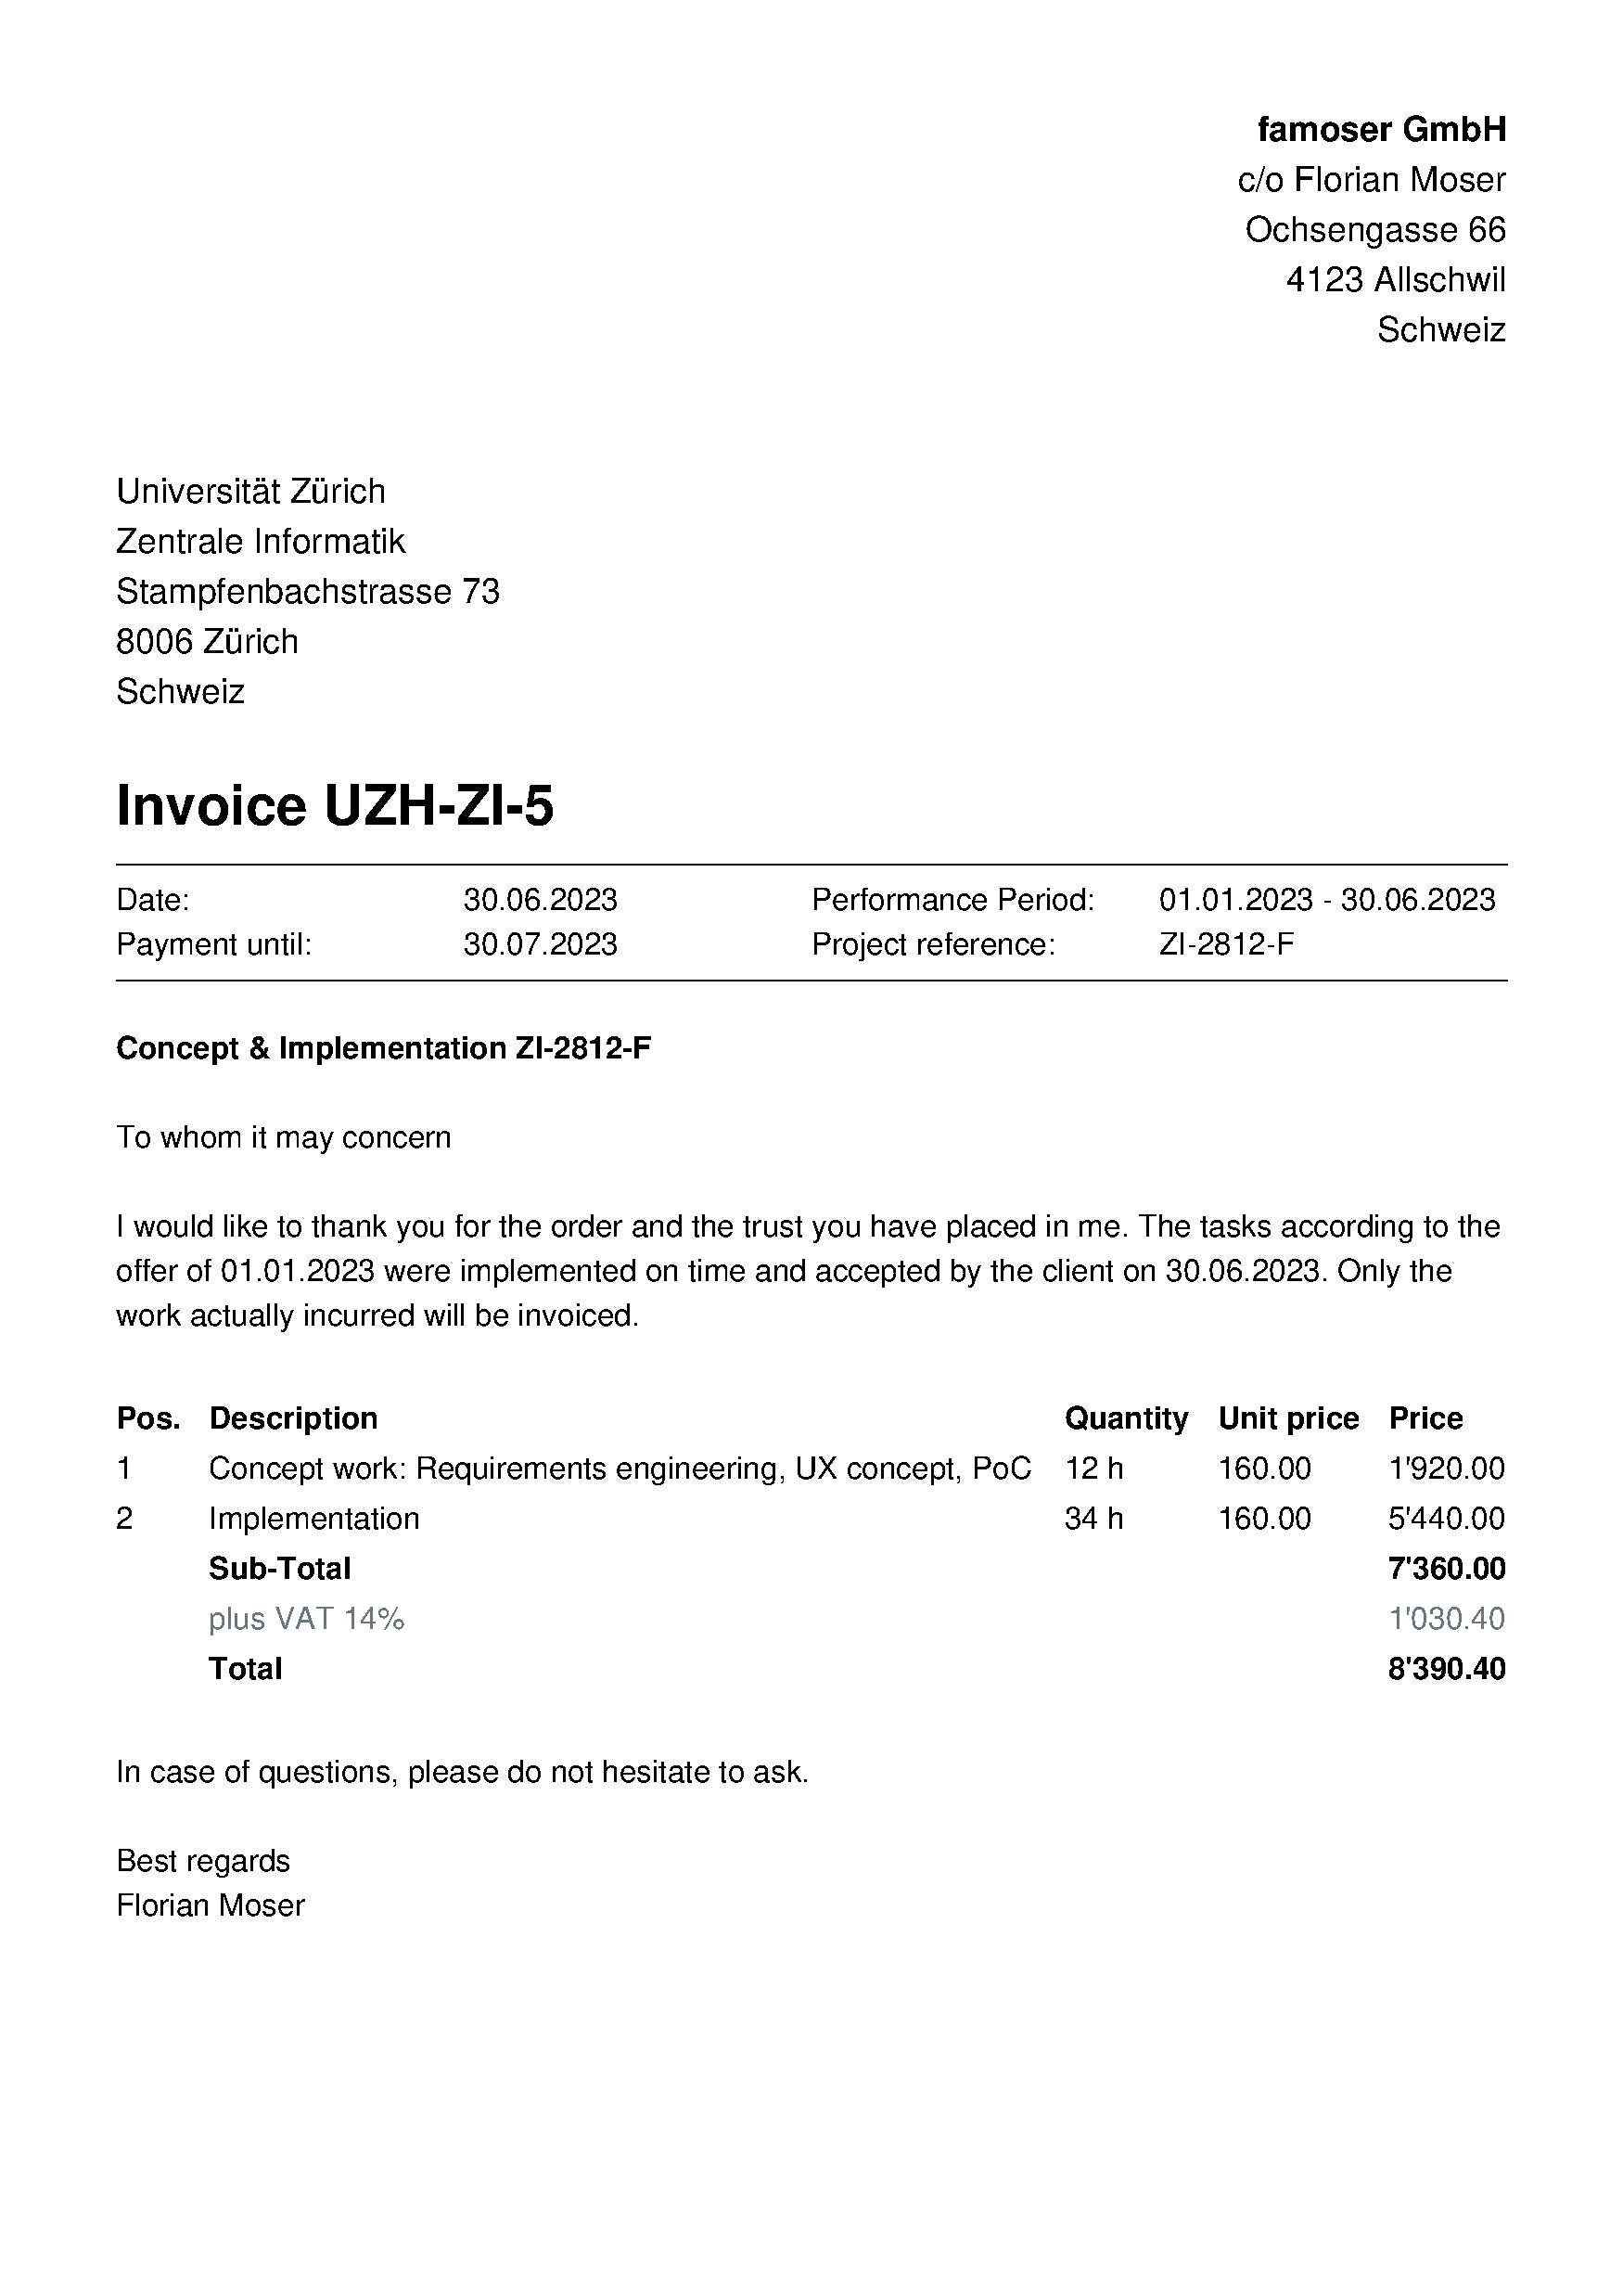 famoser GmbH
c/o Florian Moser
Ochsengasse 66
4123 Allschwil
Schweiz
Universität Zürich
Zentrale Informatik
Stampfenbachstrasse 73
8006 Zürich
Schweiz
Invoice UZH-ZI-5
Date: 30.06.2023 Performance Period: 01.01.2023 - 30.06.2023
Payment until: 30.07.2023 Project reference: ZI-2812-F
Concept & Implementation ZI-2812-F
To whom it may concern
I would like to thank you for the order and the trust you have placed in me. The tasks according to the
offer of 01.01.2023 were implemented on time and accepted by the client on 30.06.2023. Only the
work actually incurred will be invoiced.
Pos. Description Quantity Unit price Price
1 Concept work: Requirements engineering, UX concept, PoC 12 h 160.00 1'920.00
2 Implementation 34 h 160.00 5'440.00
Sub-Total 7'360.00
plus VAT 14% 1'030.40
Total 8'390.40
In case of questions, please do not hesitate to ask.
Best regards
Florian Moser